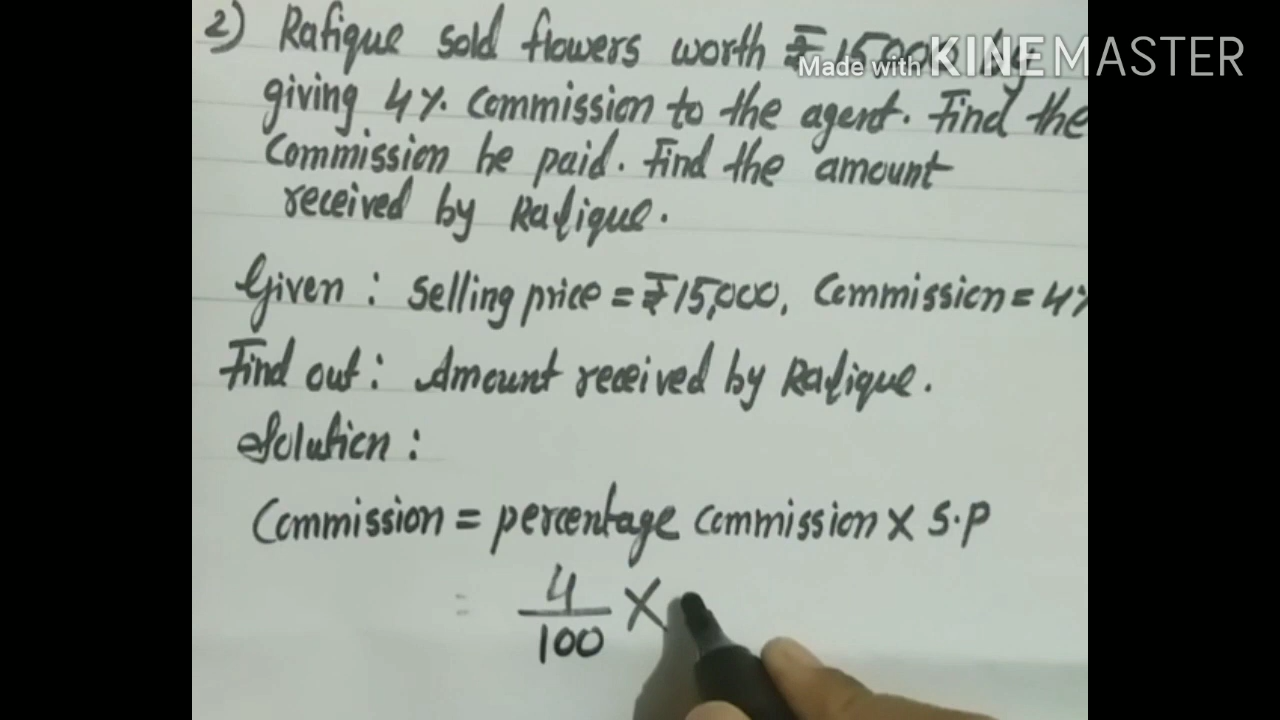 2) Rafique sold flowers worth ₹ 15,000 by
Made with KINEMASTER
giving 4%. Commission to the agent. Find the
Commission he paid. Find the amount
received by Rafique.
Given : Selling price = ₹15,000, Commission = 4%
Find out : Amount received by Rafique.
Solution :
Commission = percentage commission X S.P
= 4/100 X